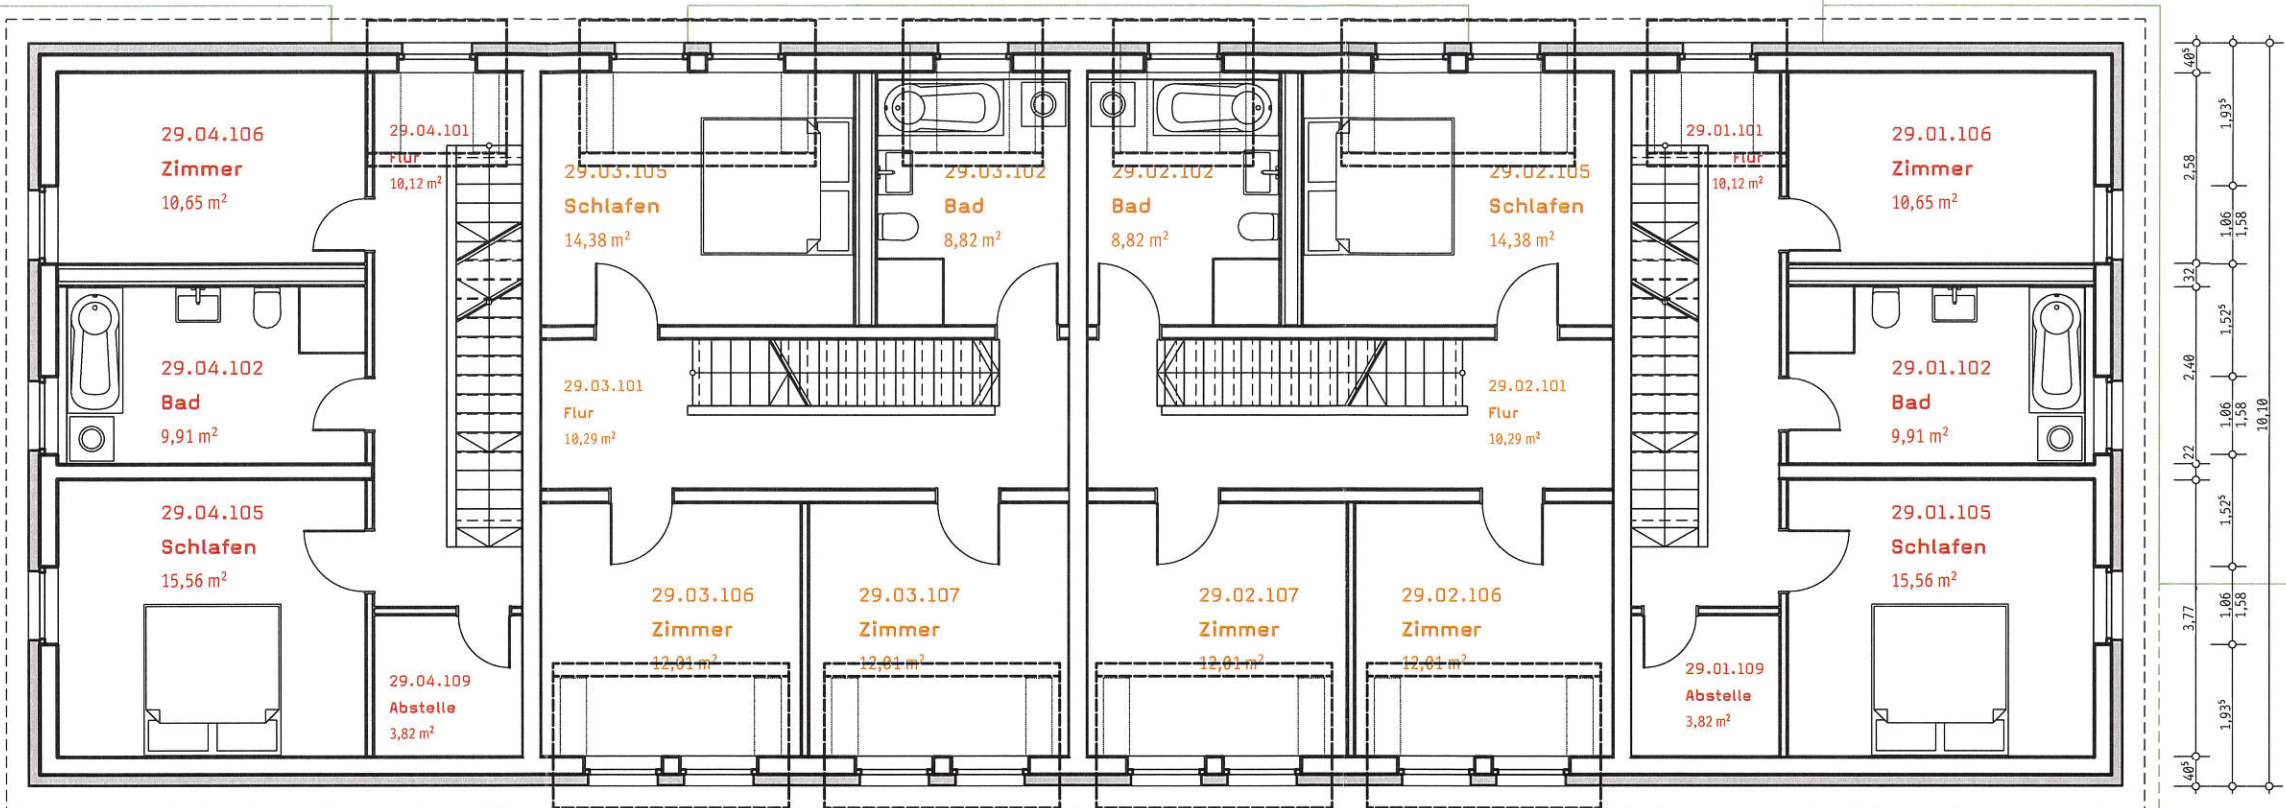 29.04.106
Zimmer
10,65 m²
29.04.101
Flur
10,12 m²
29.03.105
Schlafen
14,38 m²
29.03.102
Bad
8,82 m²
29.02.102
Bad
8,82 m²
29.02.105
Schlafen
14,38 m²
29.01.101
Flur
10,12 m²
29.01.106
Zimmer
10,65 m²
29.04.102
Bad
9,91 m²
29.03.101
Flur
10,29 m²
29.02.101
Flur
10,29 m²
29.01.102
Bad
9,91 m²
29.04.105
Schlafen
15,56 m²
29.03.106
Zimmer
12,01 m²
29.03.107
Zimmer
12,01 m²
29.02.107
Zimmer
12,01 m²
29.02.106
Zimmer
12,01 m²
29.01.105
Schlafen
15,56 m²
29.04.109
Abstelle
3,82 m²
29.01.109
Abstelle
3,82 m²
40⁵
2,58
32
2,40
22
3,77
40⁵
1,93⁵
1,06
1,58
1,52⁵
1,06
1,58
1,52⁵
1,06
1,58
1,93⁵
10,10